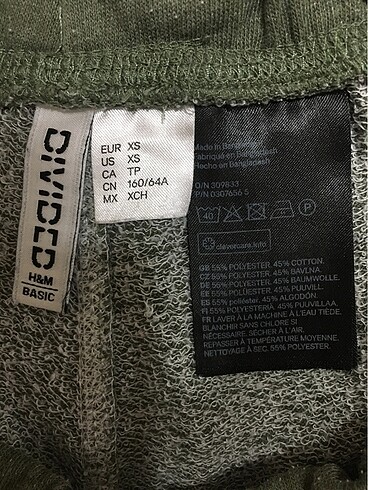 DIVIDED
H&M
BASIC
EUR XS
US XS
CA TP
CN 160/64A
MX XCH
Made in Bangladesh
Fabriqué en Bangladesh
Hecho en Bangladesh
O/N 309833
P/N 0307656 5
40
P
clevercare.info
GB 55% POLYESTER, 45% COTTON.
CZ 55% POLYESTER, 45% BAVLNA.
DE 55% POLYESTER, 45% BAUMWOLLE.
EE 55% POLÜESTER, 45% PUUVILL.
ES 55% poliéster, 45% ALGODÓN.
FI 55% POLYESTERIA, 45% PUUVILLAA.
FR LAVER À LA MACHINE À L'EAU TIÈDE.
BLANCHIR SANS CHLORE SI
NÉCESSAIRE. SÉCHER À L'AIR.
REPASSER À TEMPÉRATURE MOYENNE.
NETTOYAGE À SEC. 55% POLYESTER,